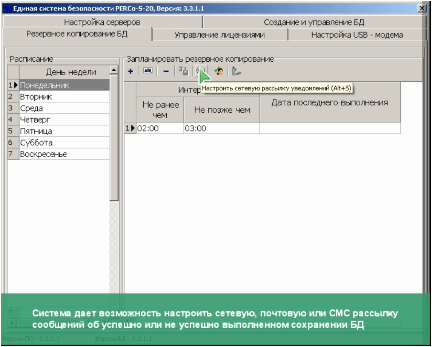 Единая система безопасности PERCo-S-20, Версия: 3.3.1.1
Настройка серверов
Создание и управление БД
Резервное копирование БД
Управление лицензиями
Настройка USB - модема
Расписание
Запланировать резервное копирование
День недели
1 Понедельник
2 Вторник
3 Среда
4 Четверг
5 Пятница
6 Суббота
7 Воскресенье
Интер
Настроить сетевую рассылку уведомлений (Alt+S)
Не ранее чем
Не позже чем
Дата последнего выполнения
1 02:00 03:00
Система дает возможность настроить сетевую, почтовую или СМС рассылку
сообщений об успешно или не успешно выполненном сохранении БД